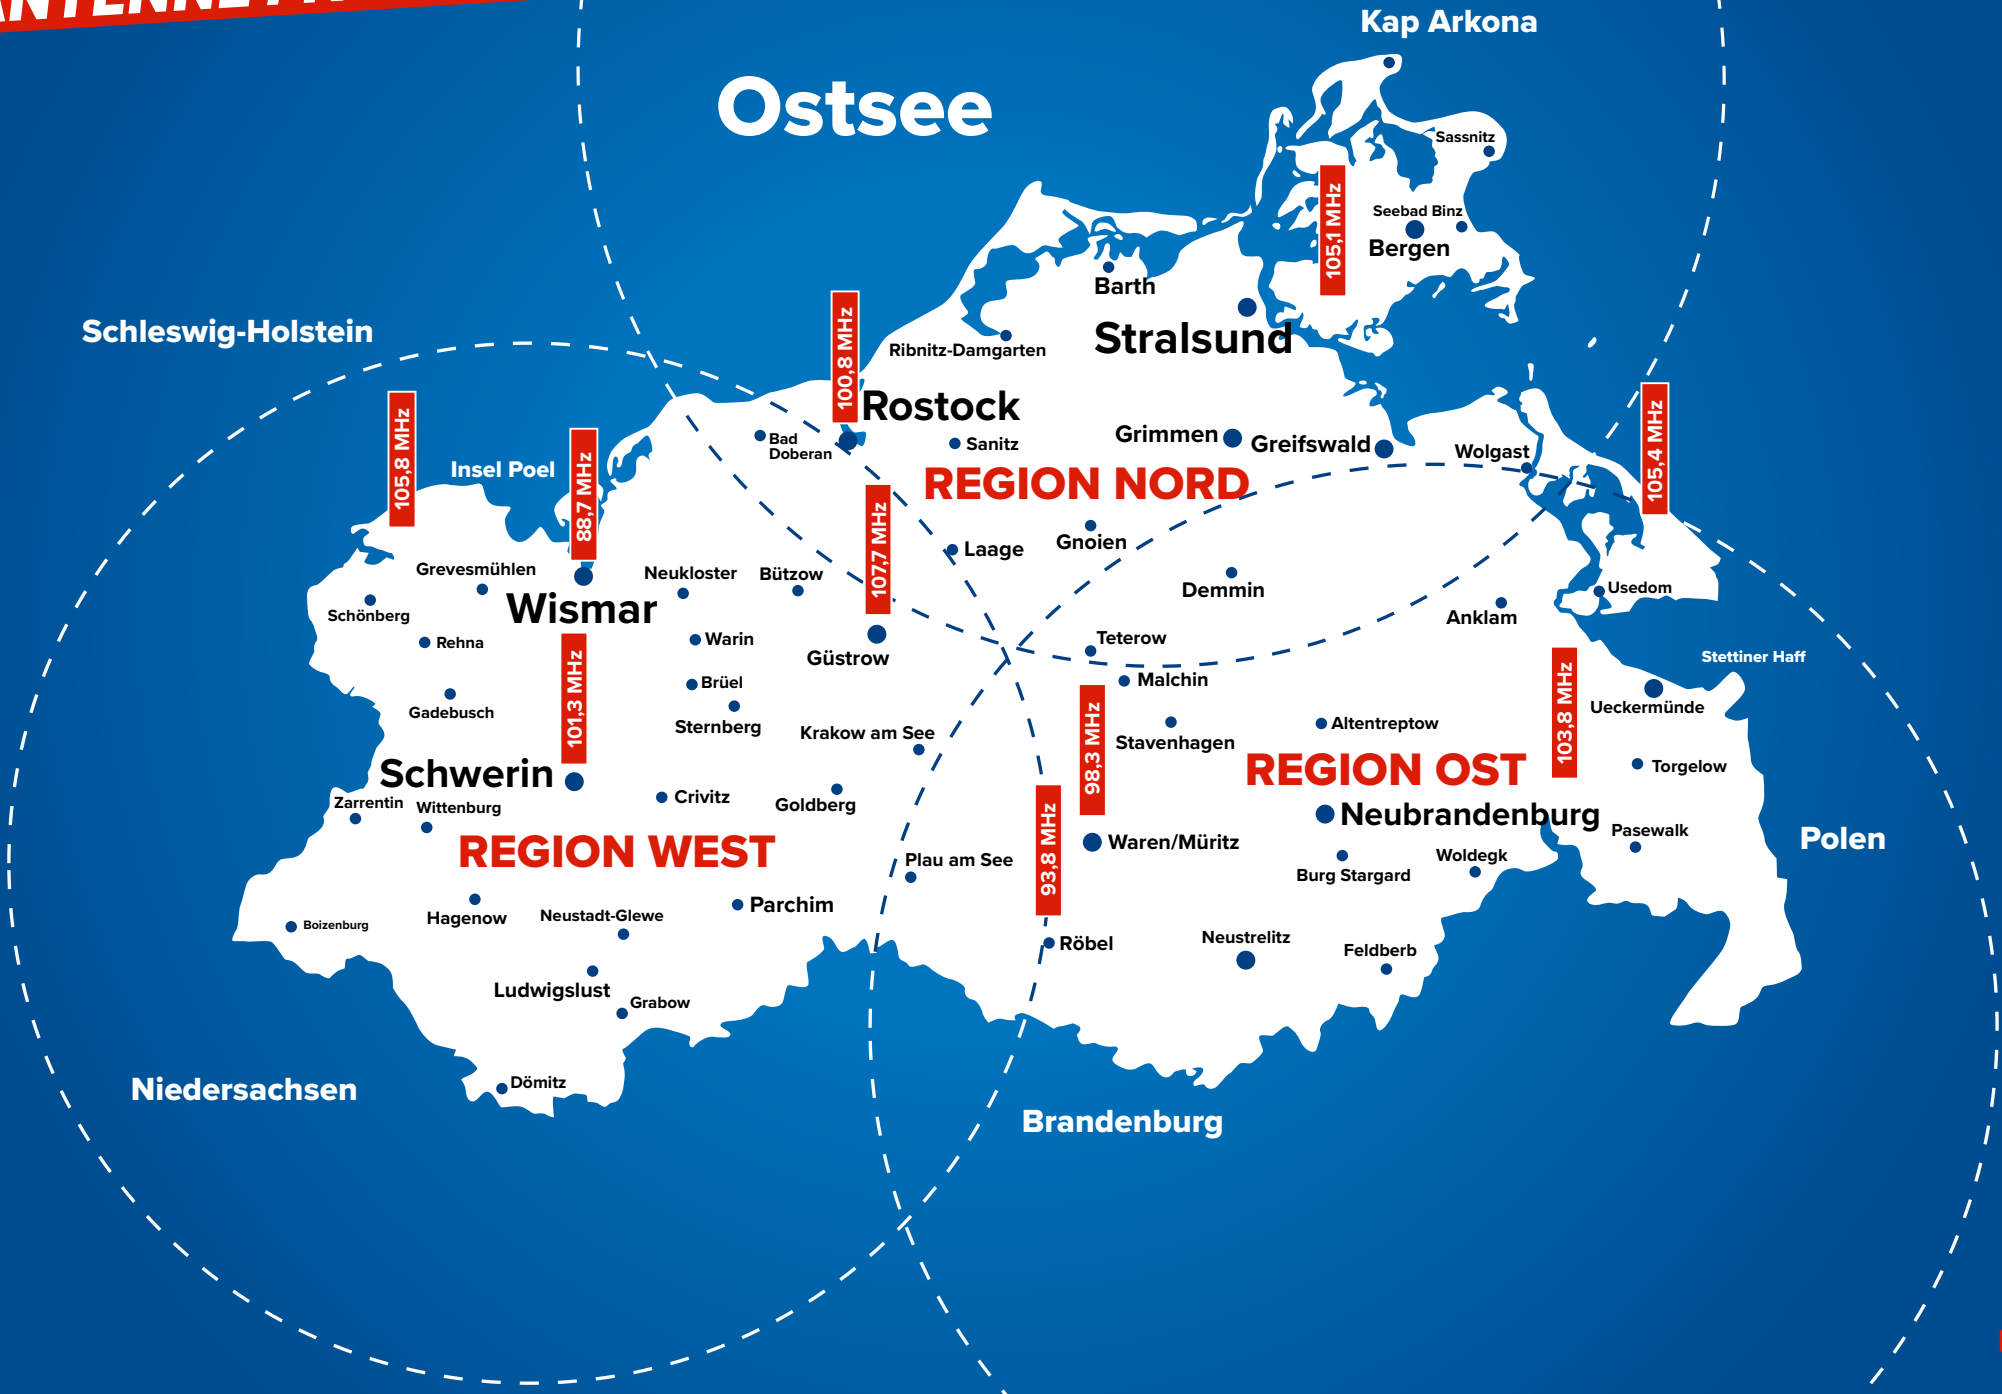 Kap Arkona
Ostsee
Sassnitz
105,1 MHz
Seebad Binz
Bergen
Barth
Stralsund
Schleswig-Holstein
100,8 MHz
Ribnitz-Damgarten
Rostock
105,8 MHz
88,7 MHz
Insel Poel
Bad
Doberan
Sanitz
Grimmen
Greifswald
Wolgast
105,4 MHz
REGION NORD
107,7 MHz
Laage
Gnoien
Grevesmühlen
Neukloster
Bützow
Demmin
Usedom
Schönberg
Wismar
Anklam
Rehna
Warin
Güstrow
Teterow
Stettiner Haff
101,3 MHz
Brüel
Malchin
103,8 MHz
Gadebusch
Sternberg
Krakow am See
98,3 MHz
Stavenhagen
Altentreptow
Ueckermünde
Schwerin
REGION OST
Torgelow
Zarrentin
Wittenburg
Crivitz
Goldberg
Neubrandenburg
Pasewalk
Polen
REGION WEST
93,8 MHz
Waren/Müritz
Plau am See
Burg Stargard
Woldegk
Hagenow
Neustadt-Glewe
Parchim
Boizenburg
Röbel
Neustrelitz
Feldberb
Ludwigslust
Grabow
Niedersachsen
Dömitz
Brandenburg